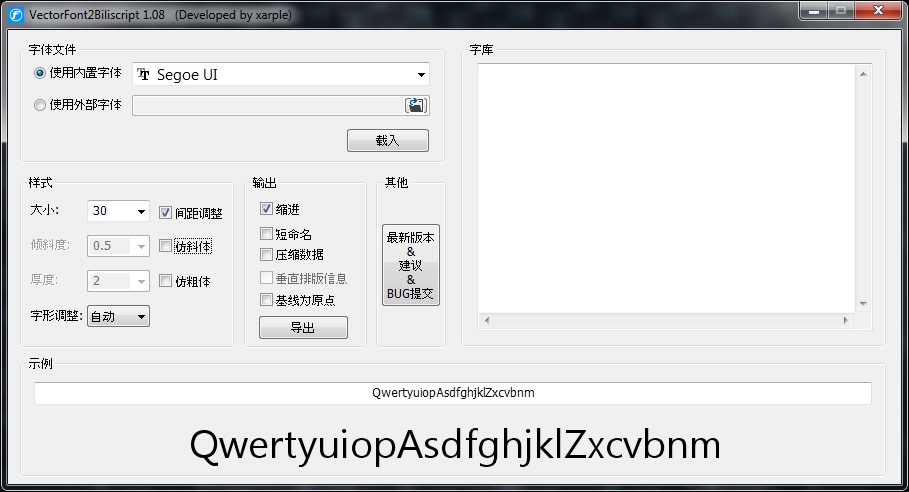 VectorFont2Biliscript 1.08 (Developed by xarple)
字体文件
使用内置字体
Segoe UI
使用外部字体
载入
字库
样式
大小:
30
间距调整
倾斜度:
0.5
仿斜体
厚度:
2
仿粗体
字形调整:
自动
输出
缩进
短命名
压缩数据
垂直排版信息
基线为原点
导出
其他
最新版本
&
建议
&
BUG提交
示例
QwertyuiopAsdfghjklZxcvbnm
QwertyuiopAsdfghjklZxcvbnm